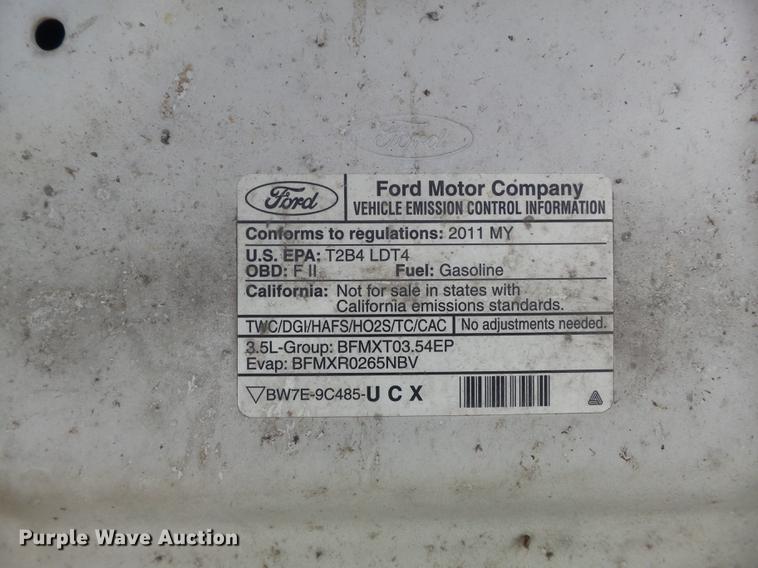 Ford
Ford
Ford Motor Company
VEHICLE EMISSION CONTROL INFORMATION
Conforms to regulations: 2011 MY
U.S. EPA: T2B4 LDT4
OBD: F II Fuel: Gasoline
California: Not for sale in states with
California emissions standards.
TWC/DGI/HAFS/HO2S/TC/CAC No adjustments needed.
3.5L-Group: BFMXT03.54EP
Evap: BFMXR0265NBV
▽BW7E-9C485-U C X
Purple Wave Auction